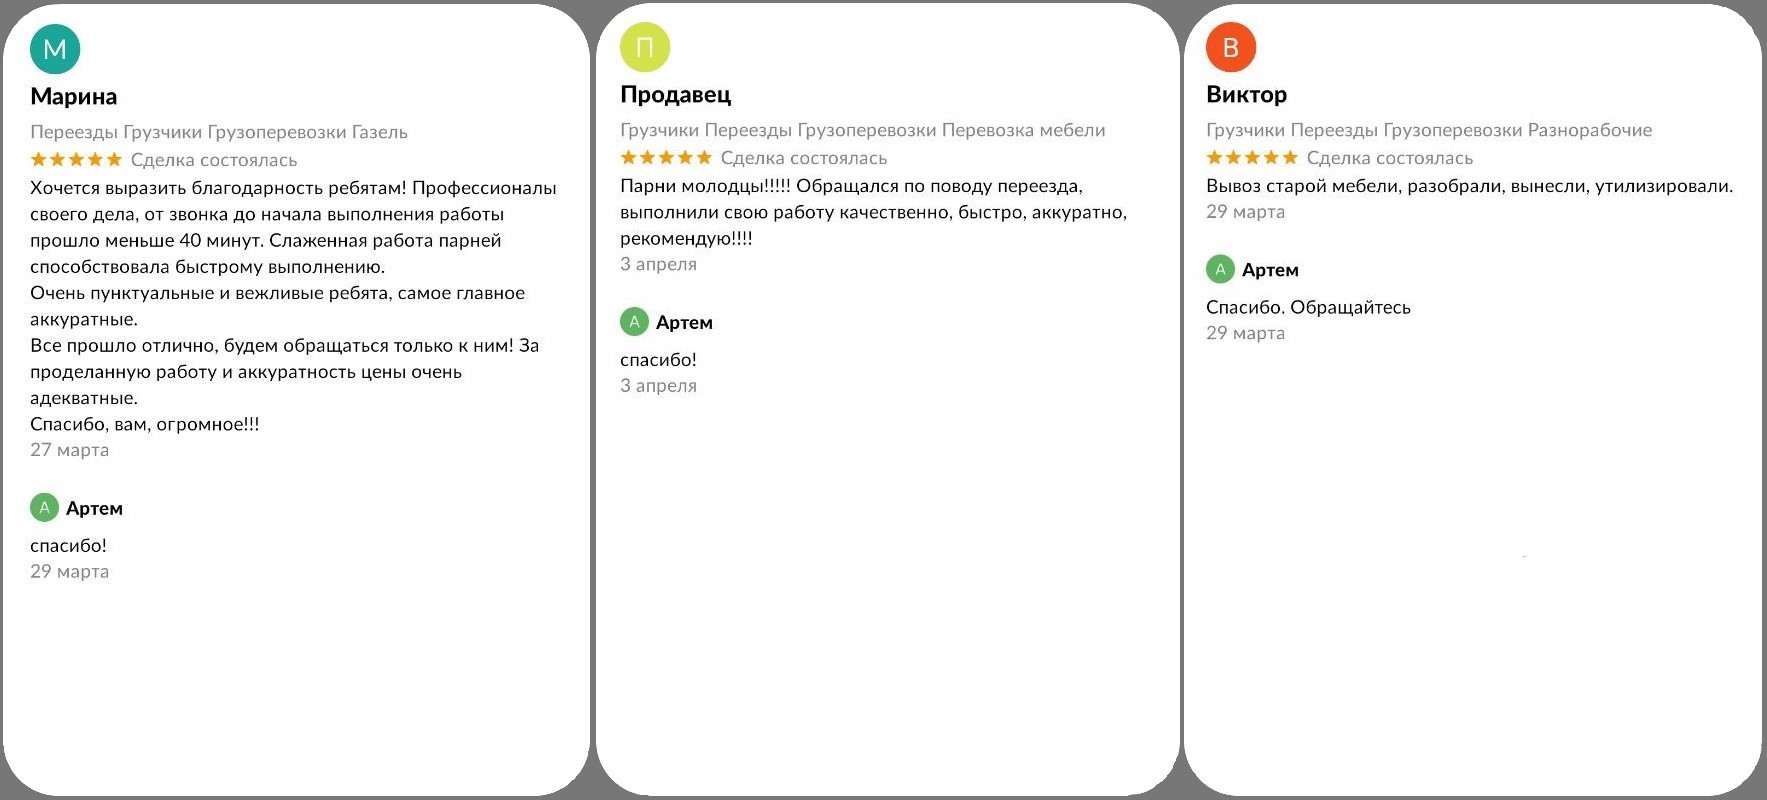 М
Марина
Переезды Грузчики Грузоперевозки Газель
Сделка состоялась
Хочется выразить благодарность ребятам! Профессионалы
своего дела, от звонка до начала выполнения работы
прошло меньше 40 минут. Слаженная работа парней
способствовала быстрому выполнению.
Очень пунктуальные и вежливые ребята, самое главное
аккуратные.
Все прошло отлично, будем обращаться только к ним! За
проделанную работу и аккуратность цены очень
адекватные.
Спасибо, вам, огромное!!!
27 марта
А Артем
спасибо!
29 марта
П
Продавец
Грузчики Переезды Грузоперевозки Перевозка мебели
Сделка состоялась
Парни молодцы!!!!! Обращался по поводу переезда,
выполнили свою работу качественно, быстро, аккуратно,
рекомендую!!!!
3 апреля
А Артем
спасибо!
3 апреля
В
Виктор
Грузчики Переезды Грузоперевозки Разнорабочие
Сделка состоялась
Вывоз старой мебели, разобрали, вынесли, утилизировали.
29 марта
А Артем
Спасибо. Обращайтесь
29 марта